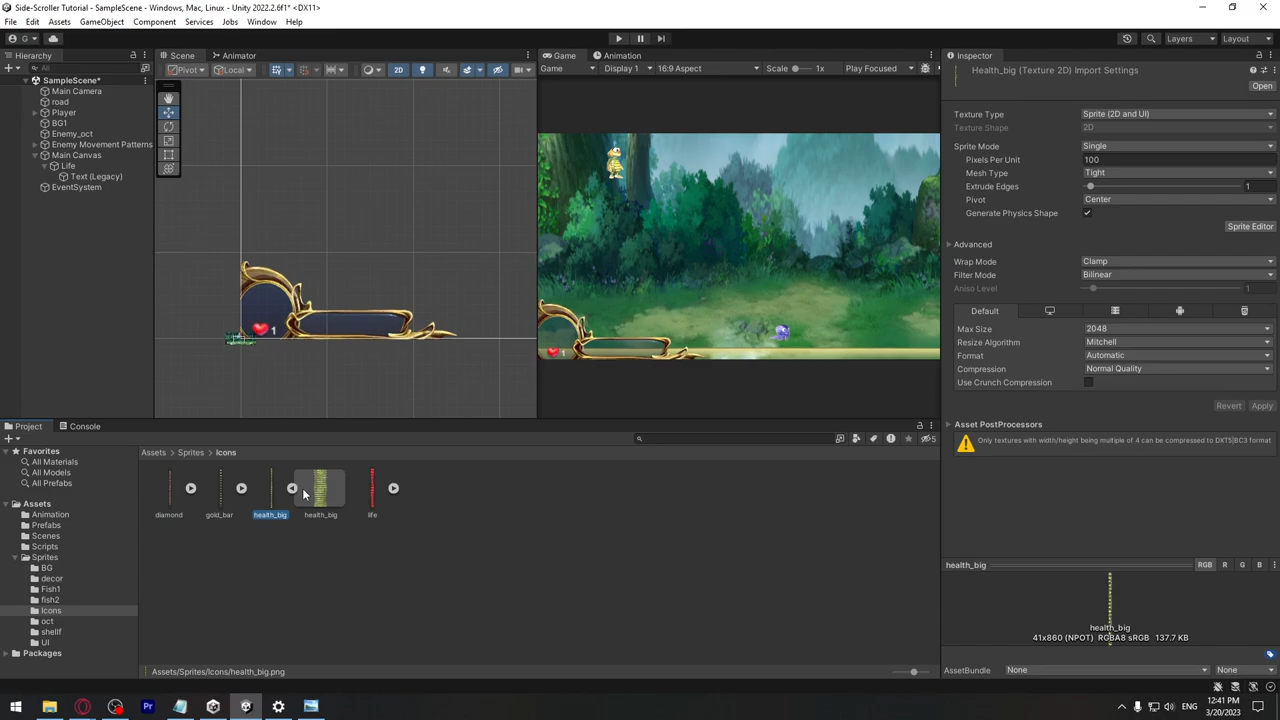 Side-Scroller Tutorial - SampleScene - Windows, Mac, Linux - Unity 2022.2.6f1* <DX11>
File Edit Assets GameObject Component Services Jobs Window Help
G
Layers Layout
Hierarchy
Scene Animator
Game Animation
Inspector
All
Pivot Local 2D
Game Display 1 16:9 Aspect Scale 1x Play Focused
Health_big (Texture 2D) Import Settings
Open
SampleScene*
Main Camera
road
Player
BG1
Enemy_oct
Enemy Movement Patterns
Main Canvas
Life
Text (Legacy)
EventSystem
1
1
Texture Type Sprite (2D and UI)
Texture Shape 2D
Sprite Mode Single
Pixels Per Unit 100
Mesh Type Tight
Extrude Edges 1
Pivot Center
Generate Physics Shape
Sprite Editor
Advanced
Wrap Mode Clamp
Filter Mode Bilinear
Aniso Level 1
Default
Max Size 2048
Resize Algorithm Mitchell
Format Automatic
Compression Normal Quality
Use Crunch Compression
Revert Apply
Asset PostProcessors
Only textures with width/height being multiple of 4 can be compressed to DXT5|BC3 format
Project Console
5
Favorites
All Materials
All Models
All Prefabs
Assets
Animation
Prefabs
Scenes
Scripts
Sprites
BG
decor
Fish1
fish2
Icons
oct
shellf
UI
Packages
Assets > Sprites > Icons
diamond gold_bar health_big health_big life
Assets/Sprites/Icons/health_big.png
health_big RGB R G B
health_big
41x860 (NPOT) RGBA8 sRGB 137.7 KB
AssetBundle None None
Pr
ENG 12:41 PM
3/20/2023